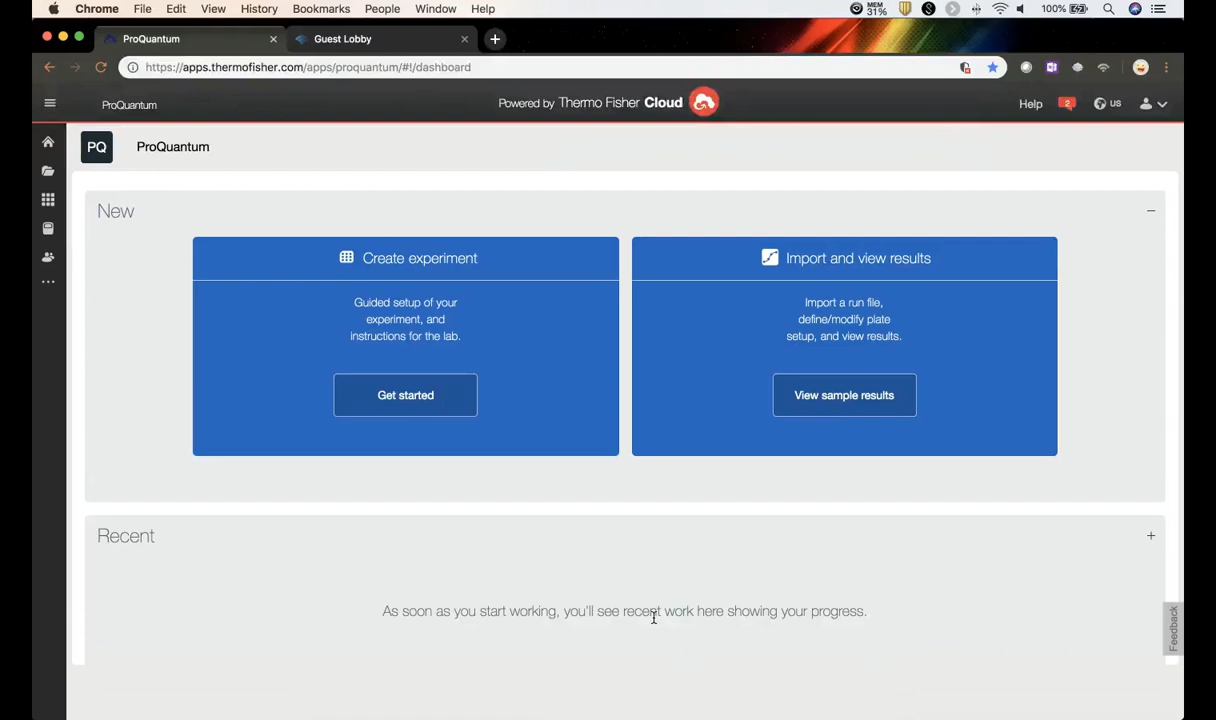 Chrome File Edit View History Bookmarks People Window Help MEM 31% 100%
ProQuantum Guest Lobby
https://apps.thermofisher.com/apps/proquantum/#!/dashboard
ProQuantum Powered by Thermo Fisher Cloud Help 2 US
PQ ProQuantum
New
Create experiment Import and view results
Guided setup of your Import a run file,
experiment, and define/modify plate
instructions for the lab. setup, and view results.
Get started View sample results
Recent
As soon as you start working, you'll see recent work here showing your progress.
Feedback